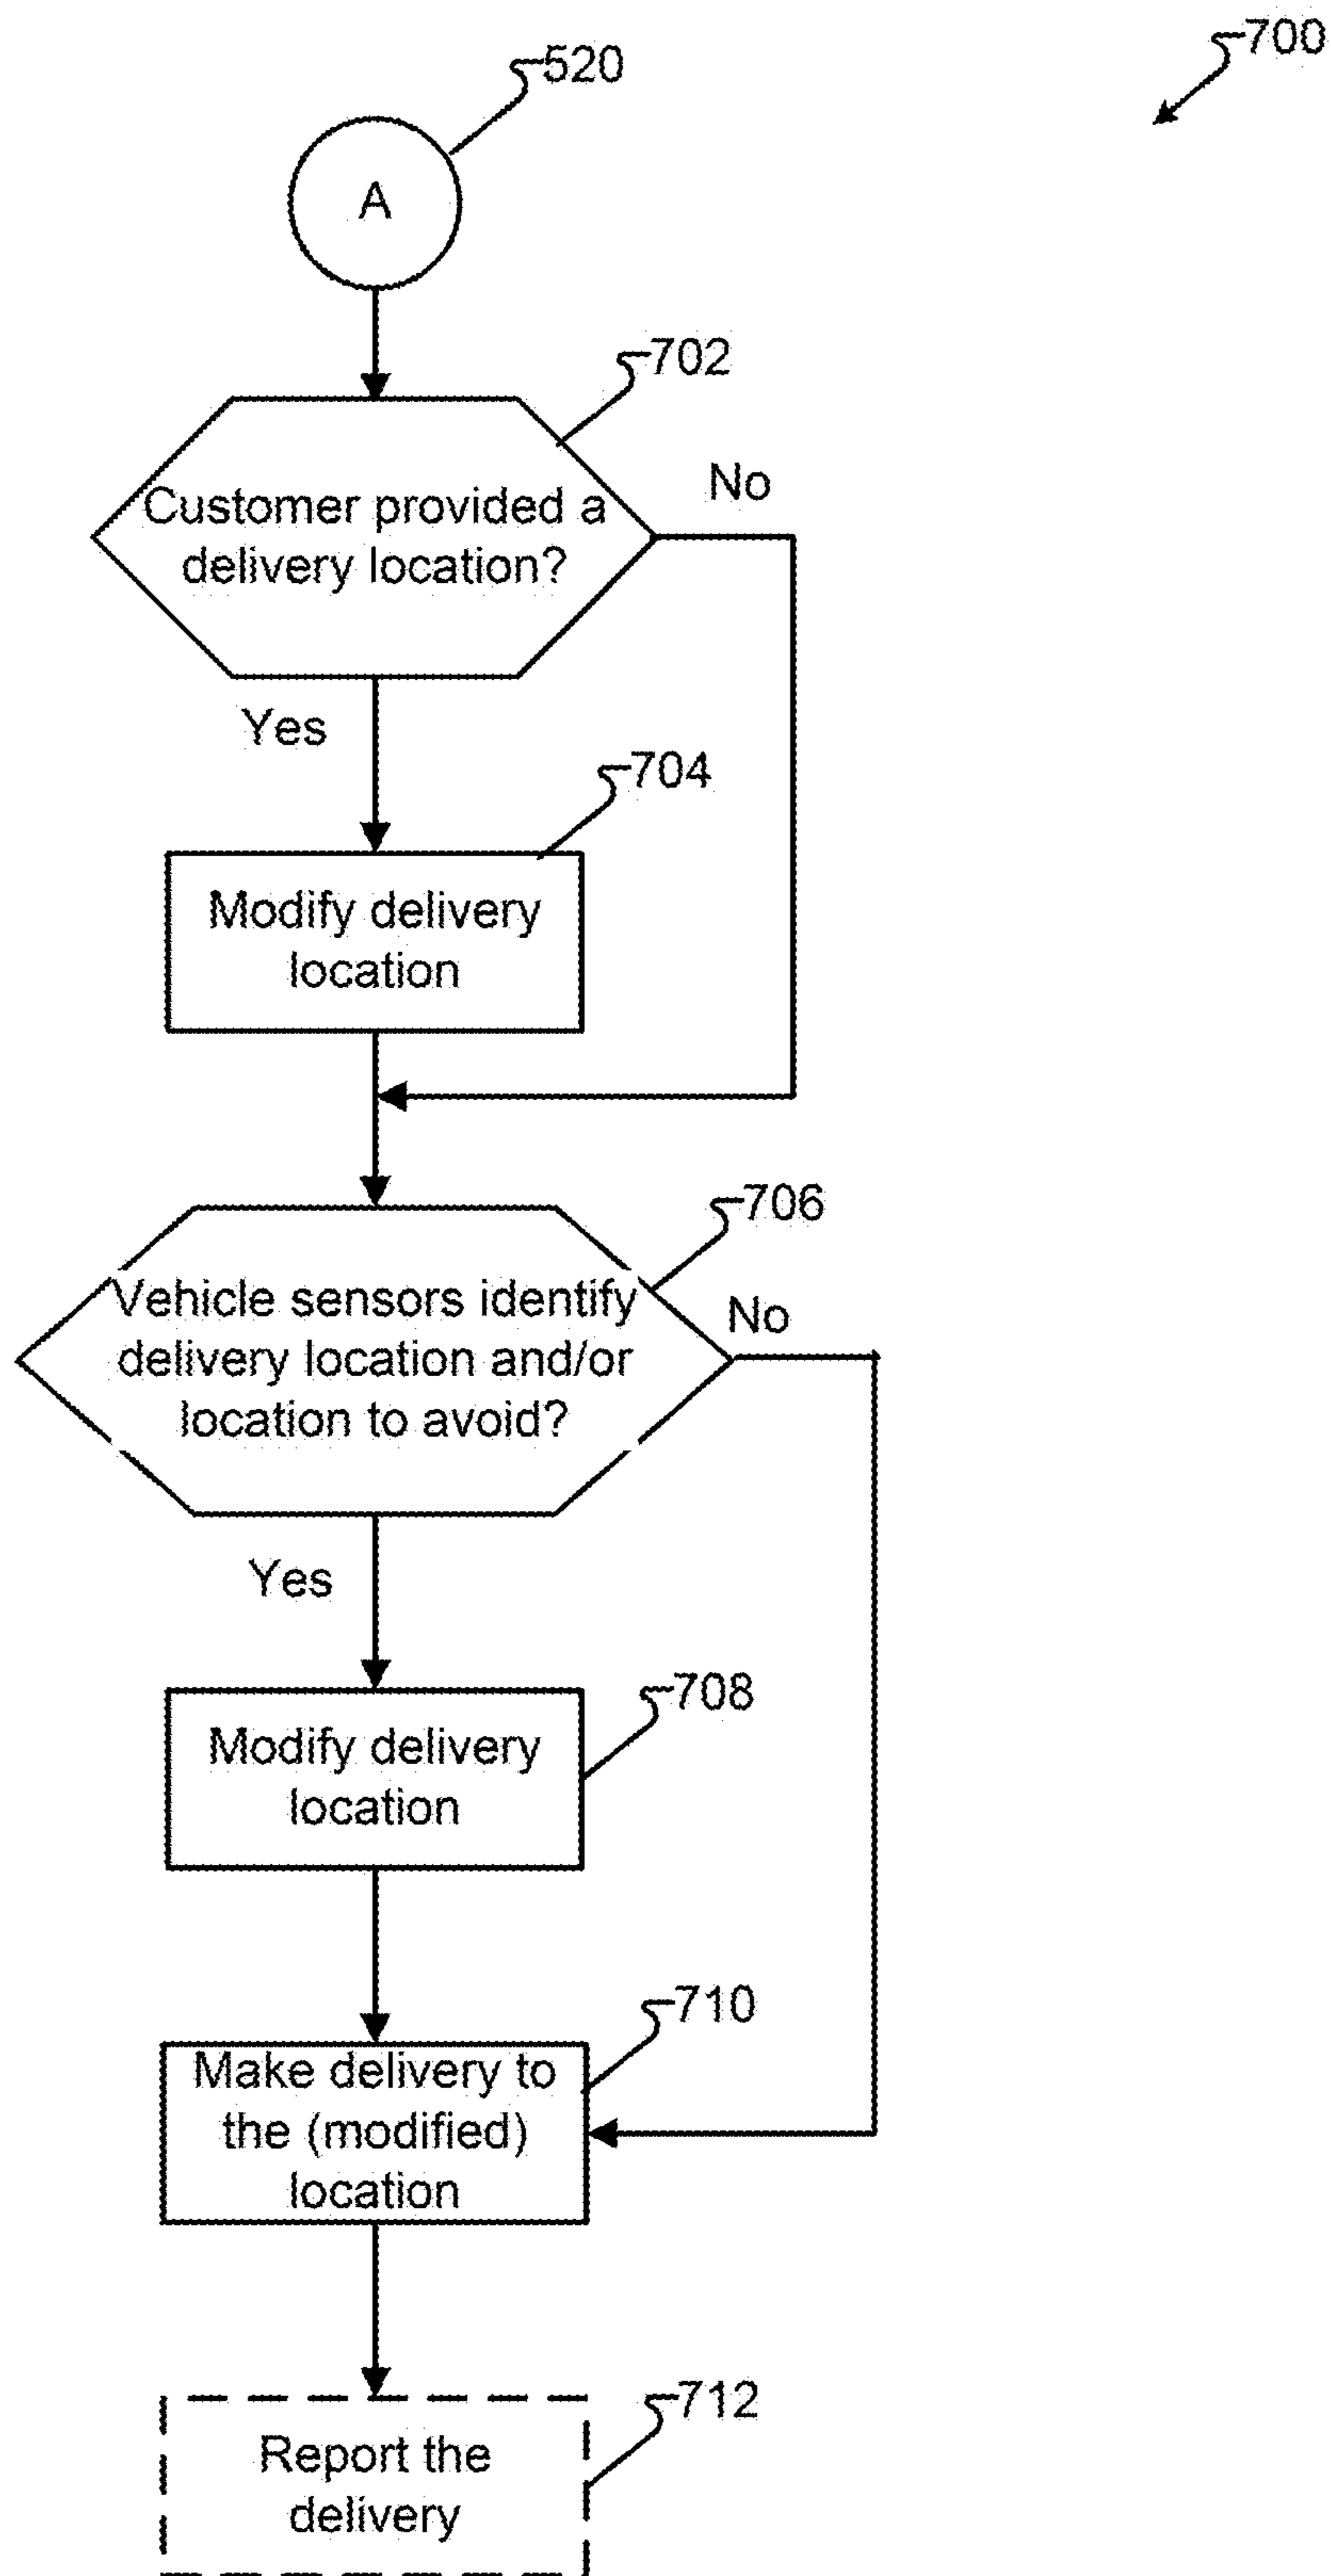 700
520
A
702
Customer provided a
delivery location?
No
Yes
704
Modify delivery
location
706
Vehicle sensors identify
delivery location and/or
location to avoid?
No
Yes
708
Modify delivery
location
710
Make delivery to
the (modified)
location
712
Report the
delivery